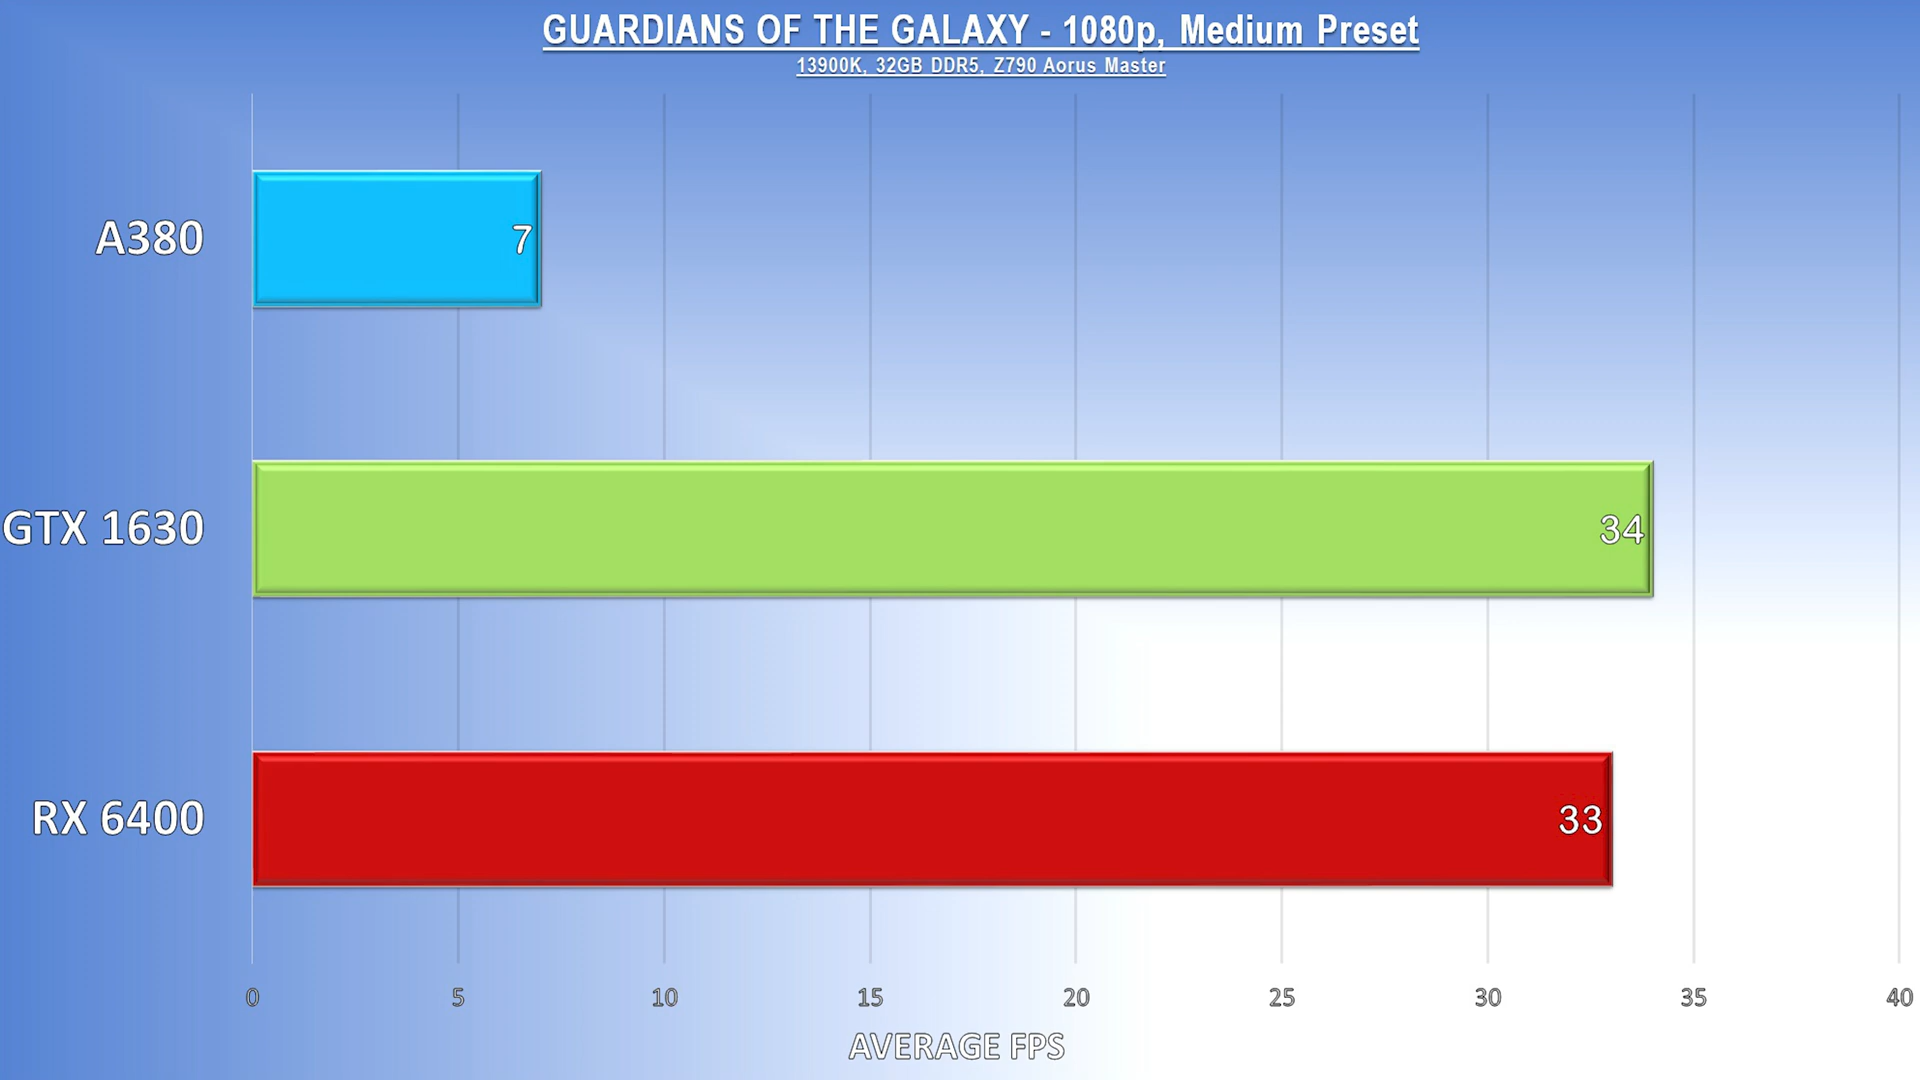 GUARDIANS OF THE GALAXY - 1080p, Medium Preset
13900K, 32GB DDR5, Z790 Aorus Master
A380
7
GTX 1630
34
RX 6400
33
0 5 10 15 20 25 30 35 40
AVERAGE FPS